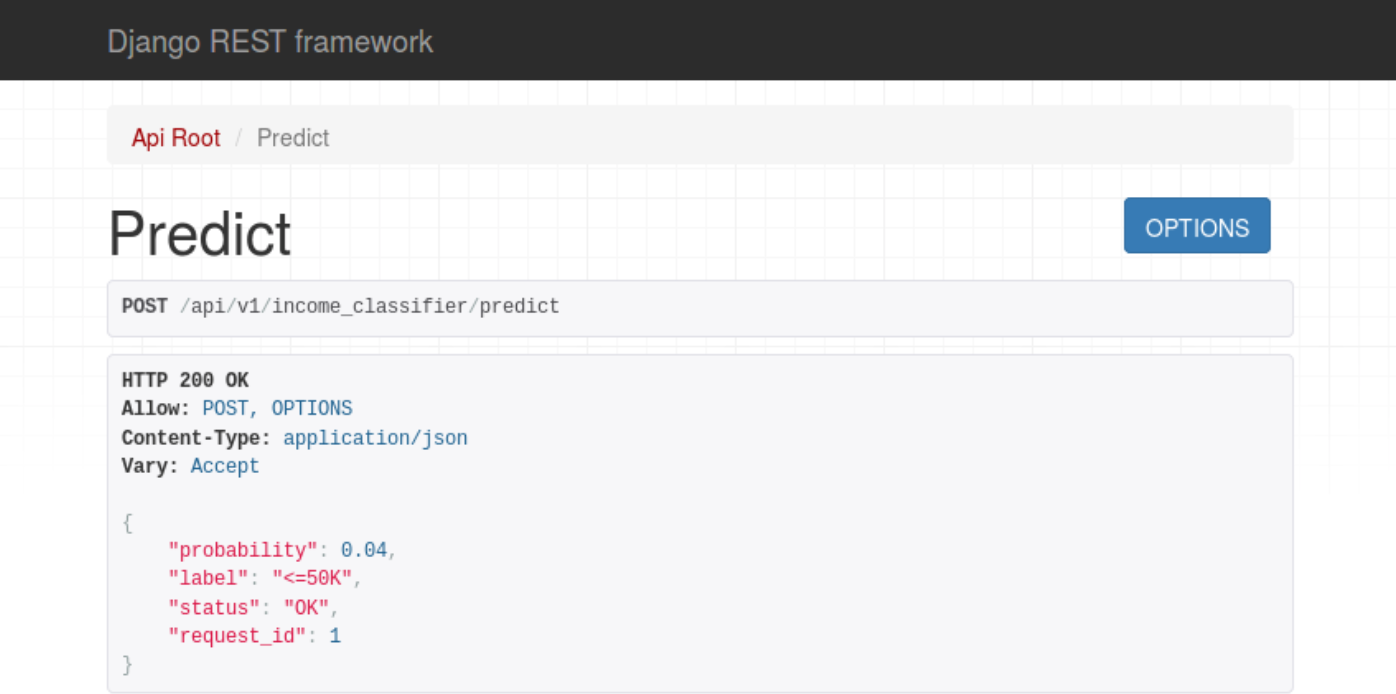 Django REST framework
Api Root / Predict
Predict
OPTIONS
POST /api/v1/income_classifier/predict
HTTP 200 OK
Allow: POST, OPTIONS
Content-Type: application/json
Vary: Accept
{
    "probability": 0.04,
    "label": "<=50K",
    "status": "OK",
    "request_id": 1
}